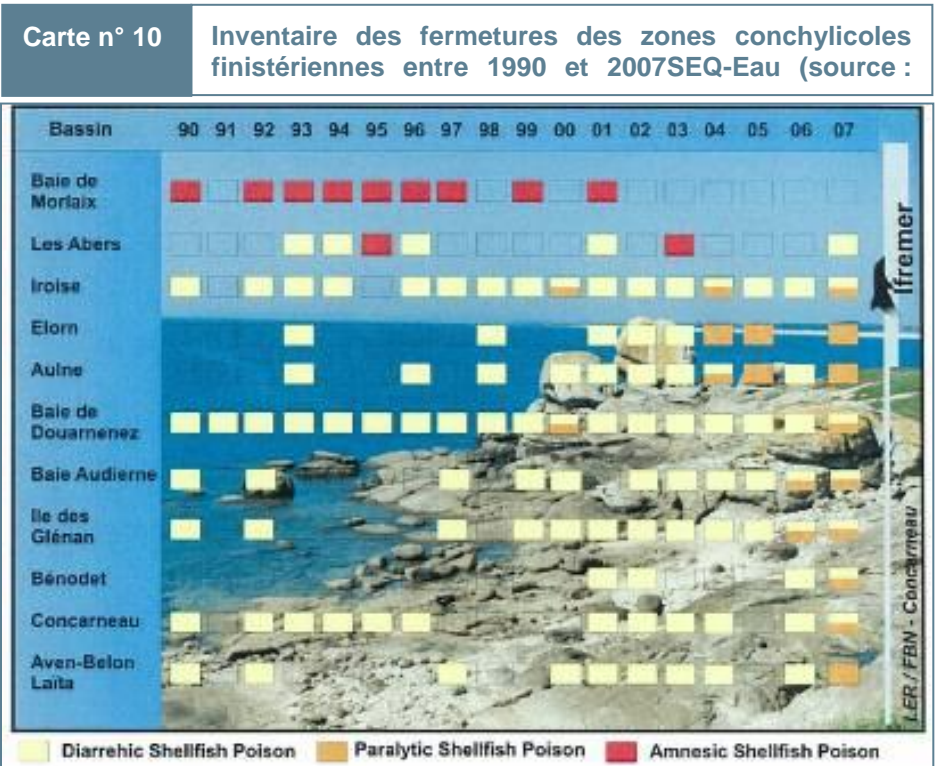 Carte n° 10
Inventaire des fermetures des zones conchylicoles
finistériennes entre 1990 et 2007SEQ-Eau (source :
Bassin 90 91 92 93 94 95 96 97 98 99 00 01 02 03 04 05 06 07
Baie de
Morlaix
Les Abers
Iroise
Elorn
Aulne
Baie de
Douarnenez
Baie Audierne
Ile des
Glénan
Bénodet
Concarneau
Aven-Belon
Laïta
Ifremer
LER / FBN - Concarneau
Diarrehic Shellfish Poison Paralytic Shellfish Poison Amnesic Shellfish Poison